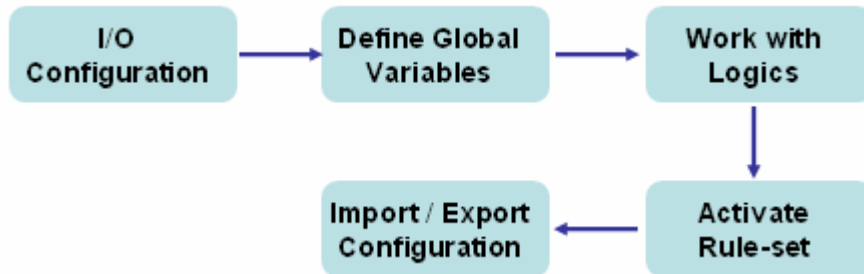 I/O
Configuration
Define Global
Variables
Work with
Logics
Activate
Rule-set
Import / Export
Configuration